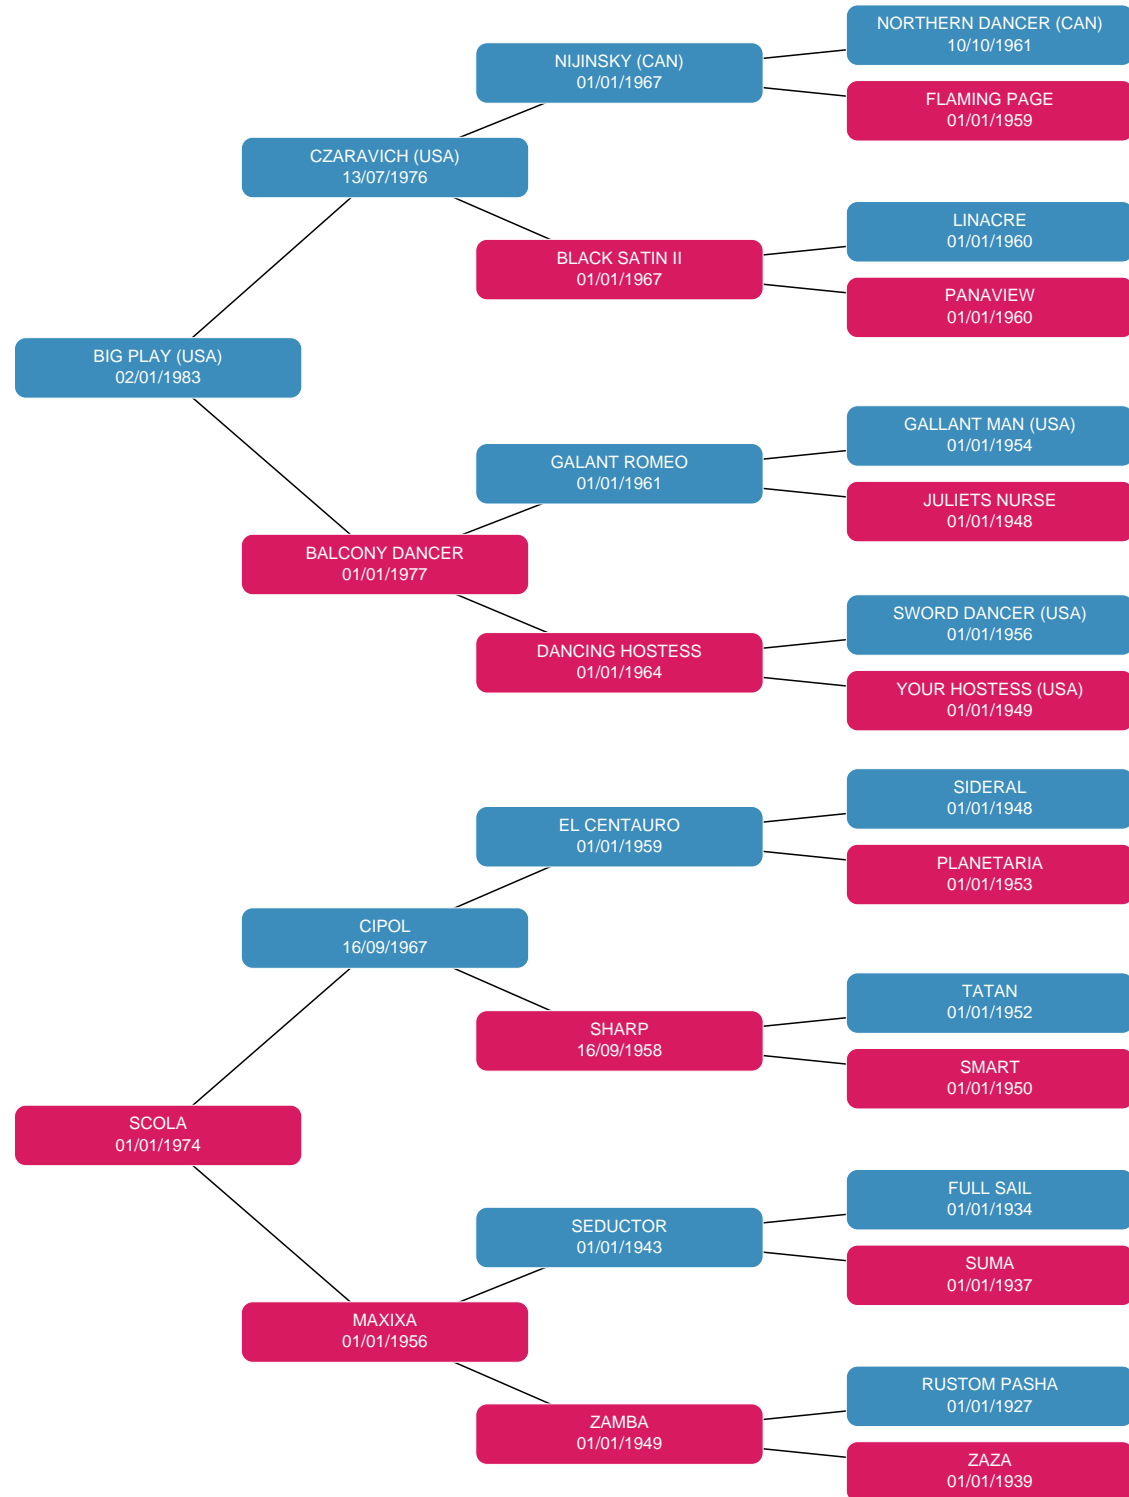 NORTHERN DANCER (CAN)
10/10/1961
NIJINSKY (CAN)
01/01/1967
FLAMING PAGE
01/01/1959
CZARAVICH (USA)
13/07/1976
LINACRE
01/01/1960
BLACK SATIN II
01/01/1967
PANAVIEW
01/01/1960
BIG PLAY (USA)
02/01/1983
GALLANT MAN (USA)
01/01/1954
GALANT ROMEO
01/01/1961
JULIETS NURSE
01/01/1948
BALCONY DANCER
01/01/1977
SWORD DANCER (USA)
01/01/1956
DANCING HOSTESS
01/01/1964
YOUR HOSTESS (USA)
01/01/1949
SIDERAL
01/01/1948
EL CENTAURO
01/01/1959
PLANETARIA
01/01/1953
CIPOL
16/09/1967
TATAN
01/01/1952
SHARP
16/09/1958
SMART
01/01/1950
SCOLA
01/01/1974
FULL SAIL
01/01/1934
SEDUCTOR
01/01/1943
SUMA
01/01/1937
MAXIXA
01/01/1956
RUSTOM PASHA
01/01/1927
ZAMBA
01/01/1949
ZAZA
01/01/1939